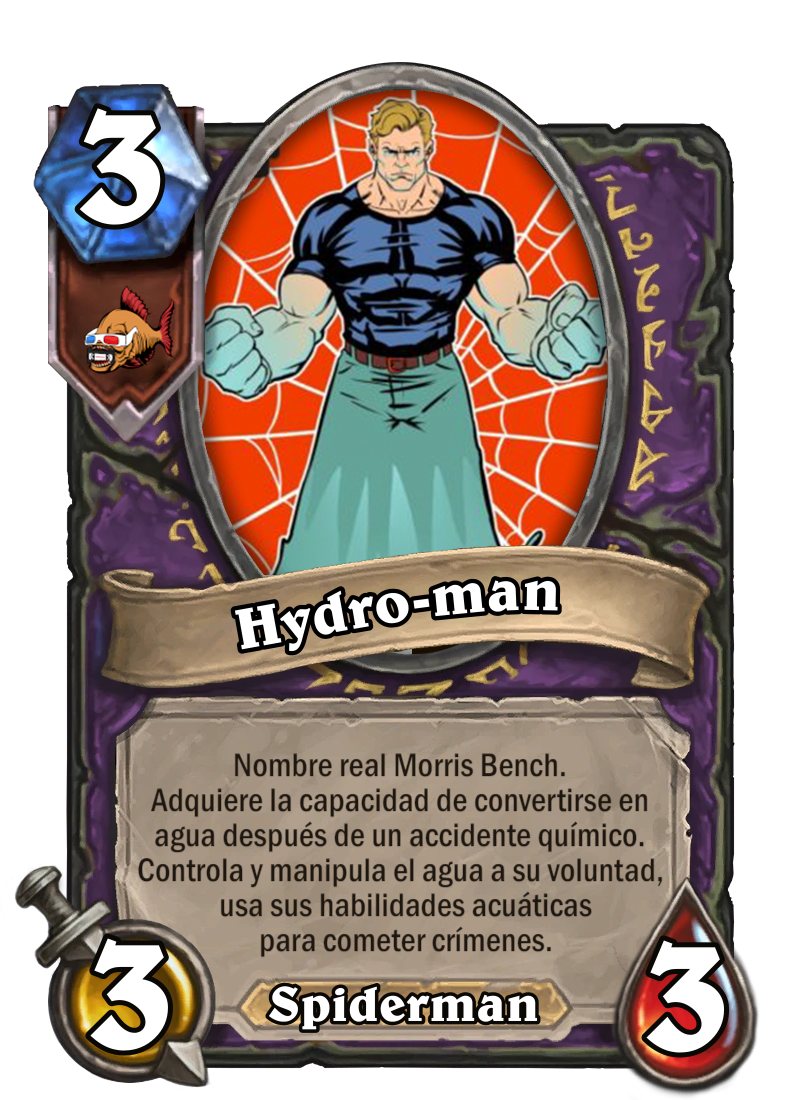 3
Hydro-man
Nombre real Morris Bench.
Adquiere la capacidad de convertirse en
agua después de un accidente químico.
Controla y manipula el agua a su voluntad,
usa sus habilidades acuáticas
para cometer crímenes.
3
Spiderman
3